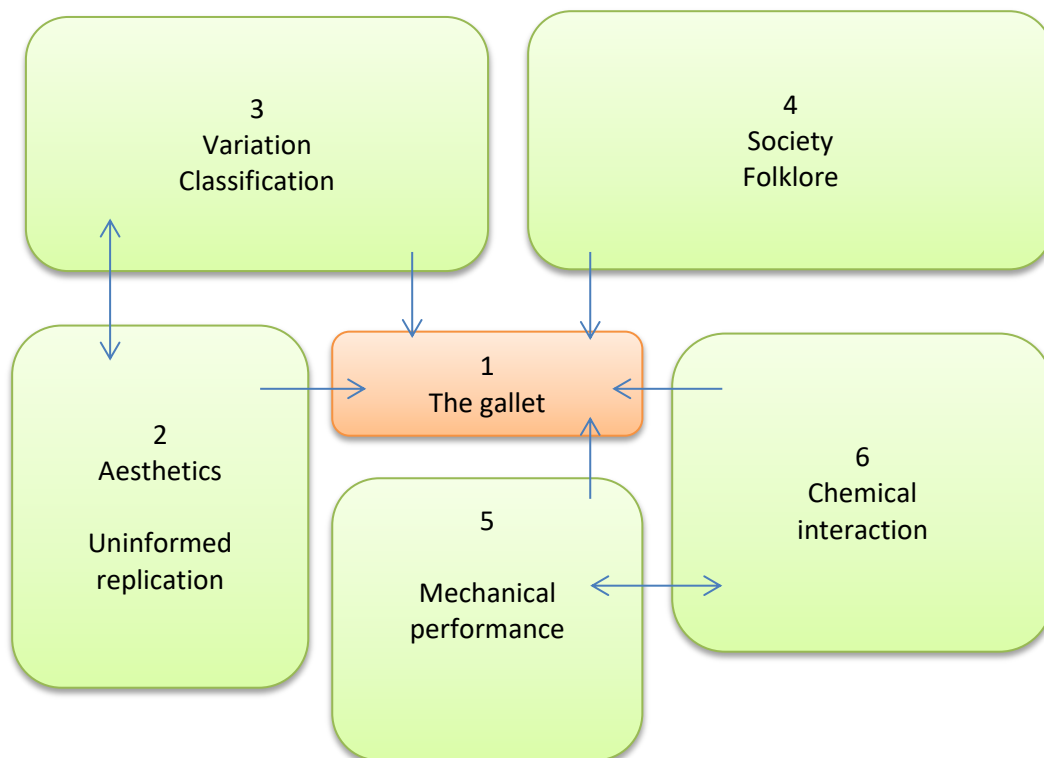 3
Variation
Classification
4
Society
Folklore
1
The gallet
2
Aesthetics
Uninformed
replication
5
Mechanical
performance
6
Chemical
interaction